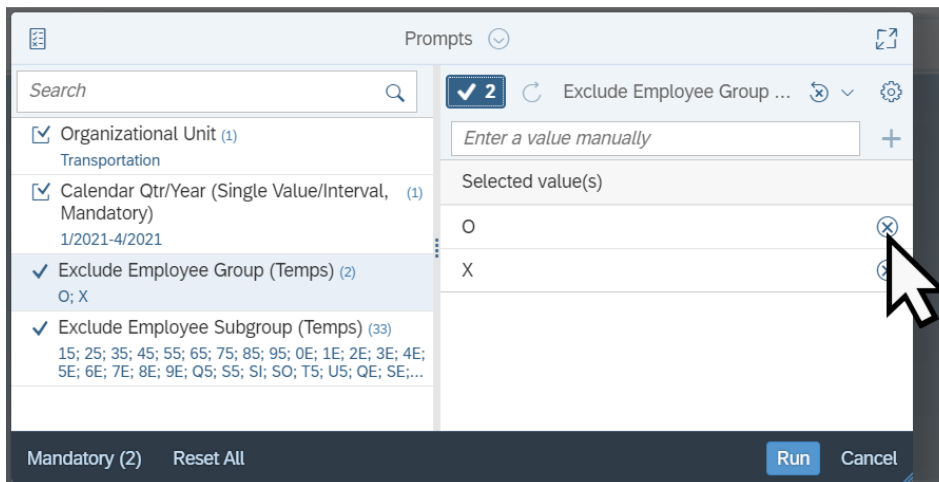 Prompts
Search
Organizational Unit (1)
Transportation
Calendar Qtr/Year (Single Value/Interval, (1)
Mandatory)
1/2021-4/2021
Exclude Employee Group (Temps) (2)
O; X
Exclude Employee Subgroup (Temps) (33)
15; 25; 35; 45; 55; 65; 75; 85; 95; 0E; 1E; 2E; 3E; 4E;
5E; 6E; 7E; 8E; 9E; Q5; S5; SI; SO; T5; U5; QE; SE;...
2 Exclude Employee Group ...
Enter a value manually
Selected value(s)
O
X
Mandatory (2) Reset All Run Cancel